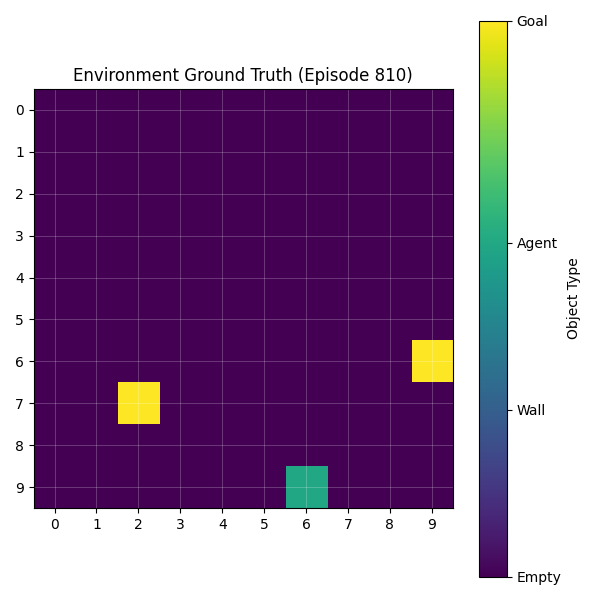 Environment Ground Truth (Episode 810)
0
1
2
3
4
5
6
7
8
9
0 1 2 3 4 5 6 7 8 9
Goal
Agent
Wall
Empty
Object Type